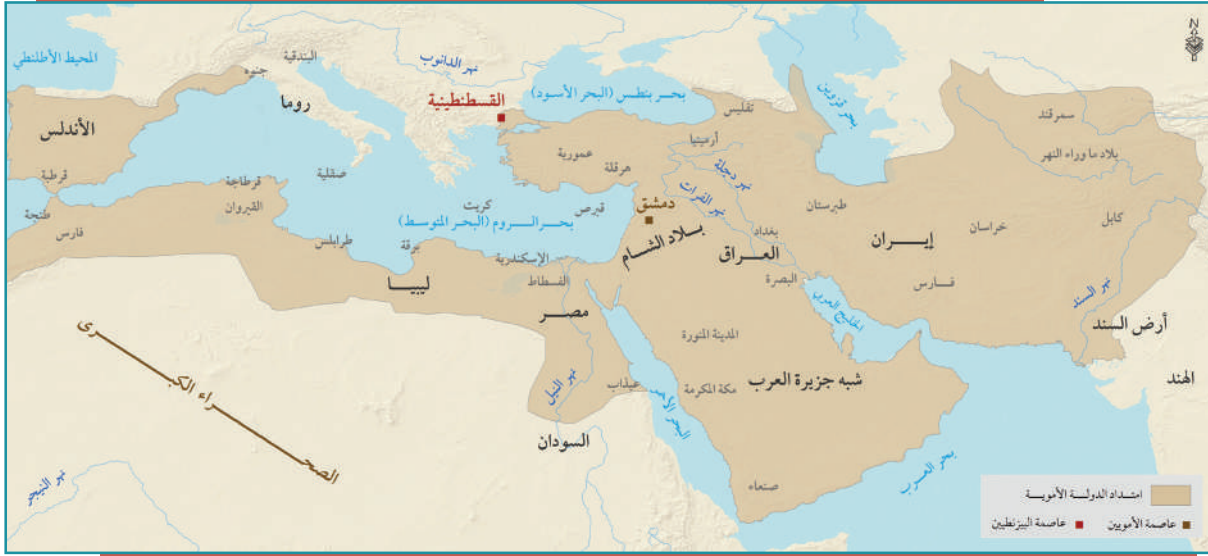 المحيط الأطلنطي
البندقية
جنوه
نهر الدانوب
روما
القسطنطينية
بحر بنطس (البحر الأسود)
تفليس
بحر قزوين
سمرقند
بلاد ما وراء النهر
الأندلس
قرطبة
صقلية
عمورية
هرقلة
أرمينيا
نهر دجلة
نهر الفرات
طبرستان
خراسان
كابل
طنجة
فارس
قرطاجة
القيروان
طرابلس
برقة
كريت
قبرص
بحر الروم (البحر المتوسط)
دمشق
بلاد الشام
بغداد
العراق
البصرة
إيران
فارس
نهر السند
أرض السند
الهند
الإسكندرية
الفسطاط
ليبيا
مصر
الخليج العربي
المدينة المنورة
مكة المكرمة
شبه جزيرة العرب
عيذاب
نهر النيل
البحر الأحمر
السودان
الصحراء الكبرى
نهر النيجر
صنعاء
بحر العرب
N
امتداد الدولة الأموية
عاصمة الأمويين
عاصمة البيزنطيين